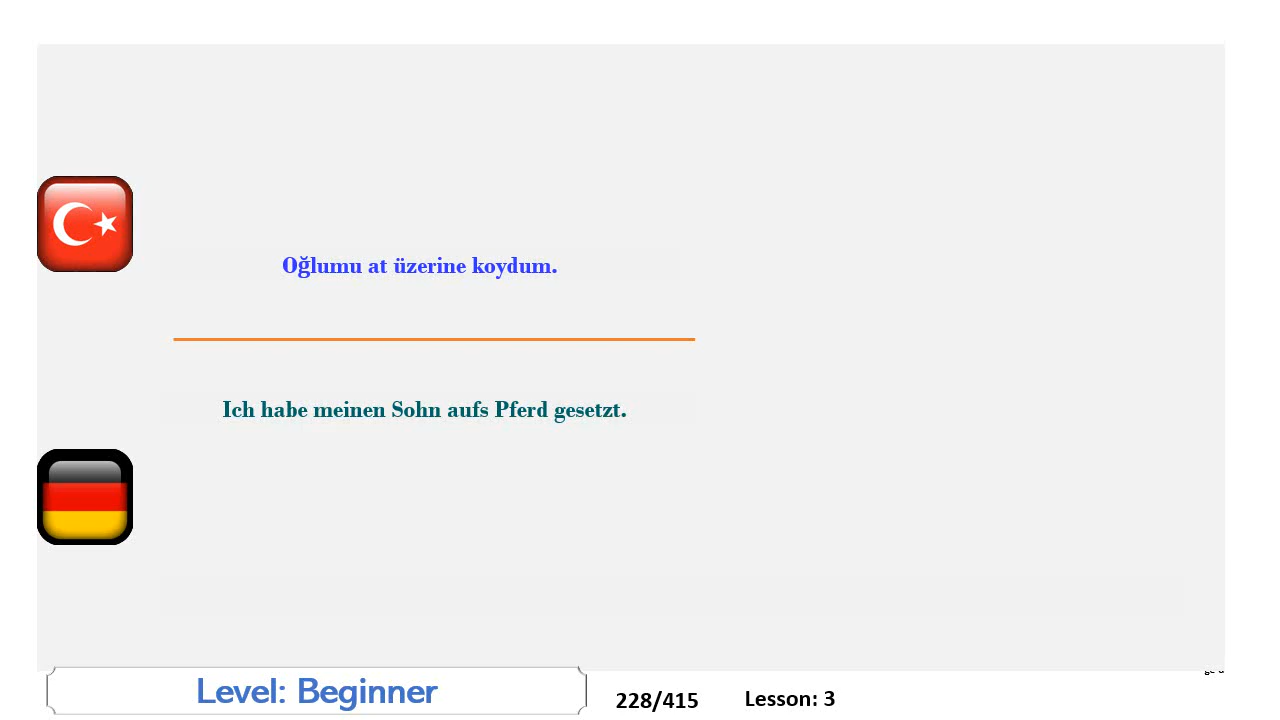 Oğlumu at üzerine koydum.
Ich habe meinen Sohn aufs Pferd gesetzt.
Level: Beginner
228/415
Lesson: 3